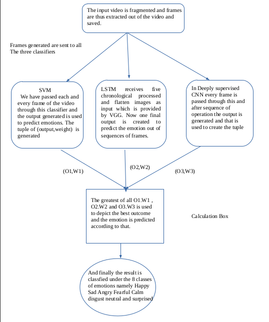 The input video is fragmented and frames
are thus extracted out of the video and
saved.
Frames generated are sent to all
The three classifiers
SVM
We have passed each and
every frame of the video
through this classifier and
the output generated is used
to predict emotions. The
tuple of (output,weight) is
generated
LSTM receives five
chronological processed
and flatten images as
input which is provided
by VGG. Now one final
output is created to
predict the emotion out of
sequences of frames.
In Deeply supervised
CNN every frame is
passed through this and
after sequence of
operation the output is
generated and that is
used to create the tuple
(O1,W1)
(O2,W2)
(O3,W3)
The greatest of all O1.W1 ,
O2.W2 and O3.W3 is used
to depict the best outcome
and the emotion is predicted
according to that.
Calculation Box
And finally the result is
classified under the 8 classes
of emotions namely Happy
Sad Angry Fearful Calm
disgust neutral and surprised